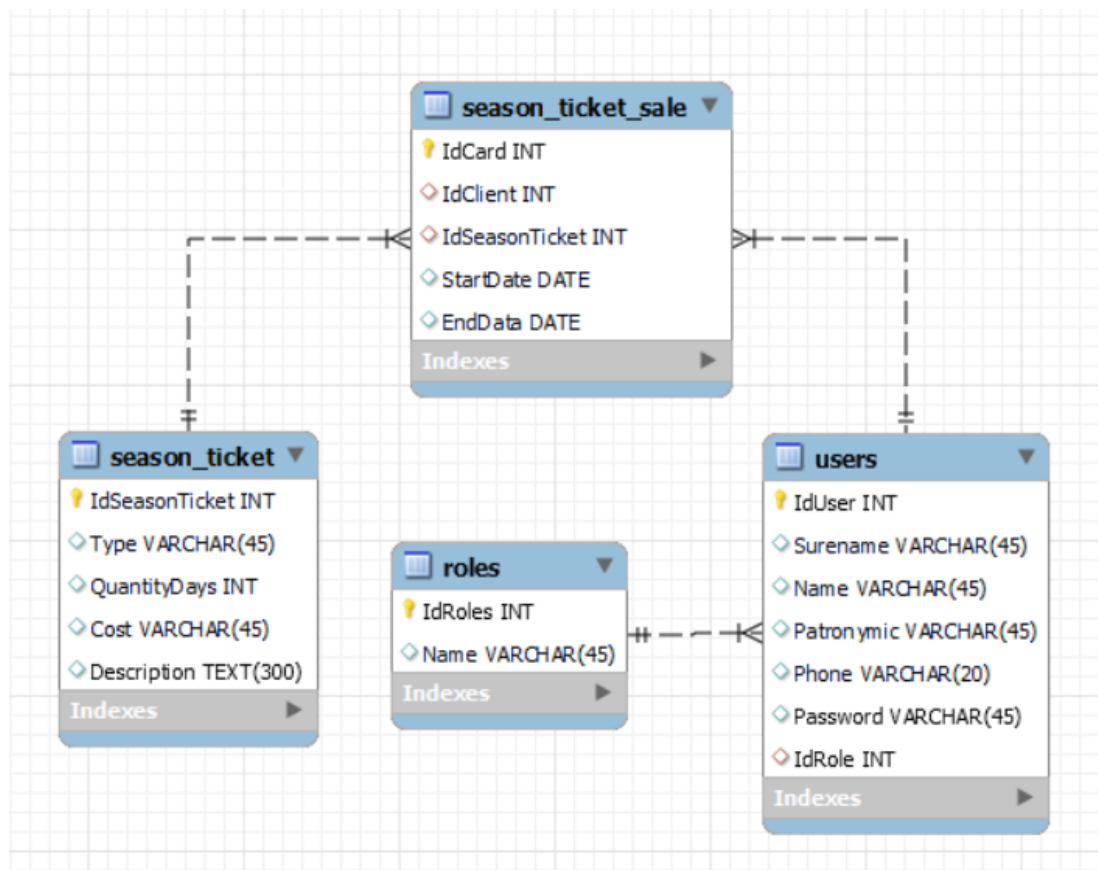 season_ticket_sale
IdCard INT
IdClient INT
IdSeasonTicket INT
StartDate DATE
EndData DATE
Indexes
season_ticket
IdSeasonTicket INT
Type VARCHAR(45)
QuantityDays INT
Cost VARCHAR(45)
Description TEXT(300)
Indexes
roles
IdRoles INT
Name VARCHAR(45)
Indexes
users
IdUser INT
Surename VARCHAR(45)
Name VARCHAR(45)
Patronymic VARCHAR(45)
Phone VARCHAR(20)
Password VARCHAR(45)
IdRole INT
Indexes